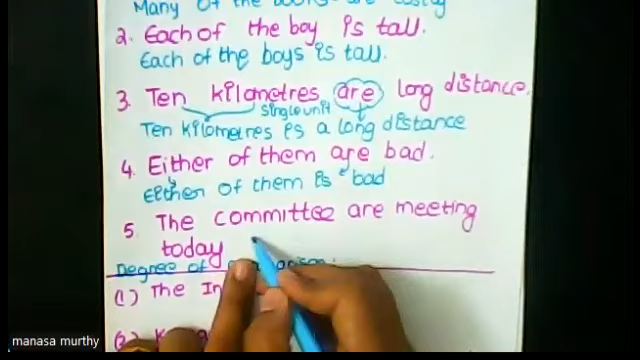 Many of the books are costly
2. Each of the boy is tall.
Each of the boys is tall.
3. Ten kilometres are long distance.
single unit
Ten kilometres is a long distance
4. Either of them are bad.
either of them is bad
5. The committee are meeting
today
Degree of
(1) The In
(2)
manasa murthy